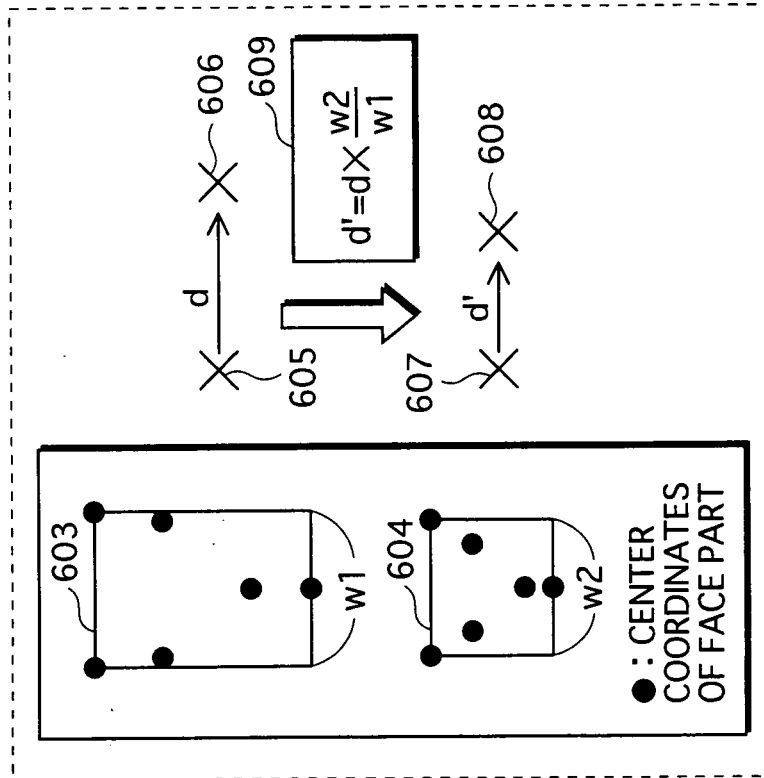 603
w1
604
w2
● : CENTER
COORDINATES
OF FACE PART
d
605
606
609
d'=d×w2/w1
d'
607
608